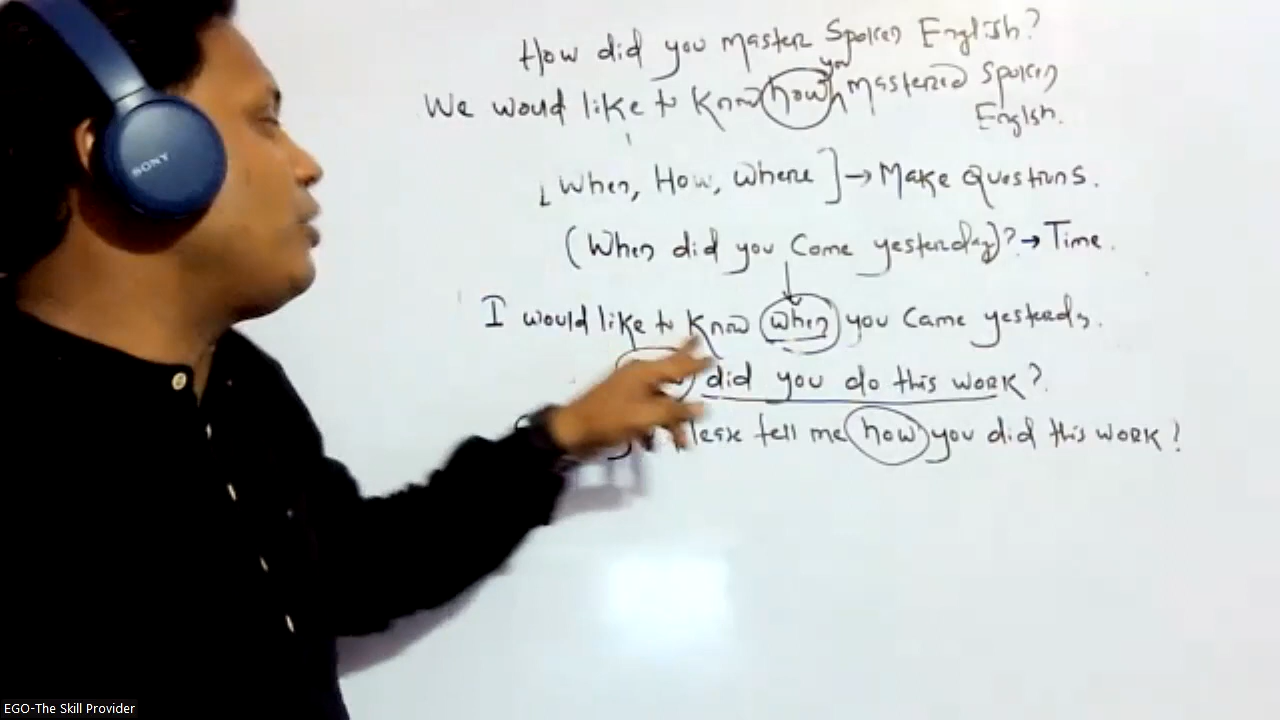 How did you master Spoken English?
you
We would like to know how mastered Spoken
English.
SONY
[When, How, Where] → Make Questions.
(When did you Come yesterday)? → Time.
I would like to know when you Came yesterdy.
did you do this work?
tell me how you did this work?
EGO-The Skill Provider